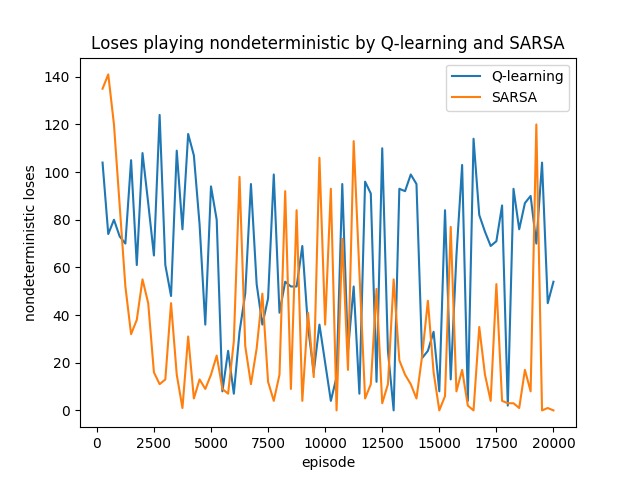 Loses playing nondeterministic by Q-learning and SARSA
Q-learning
SARSA
nondeterministic loses
140
120
100
80
60
40
20
0
0 2500 5000 7500 10000 12500 15000 17500 20000
episode